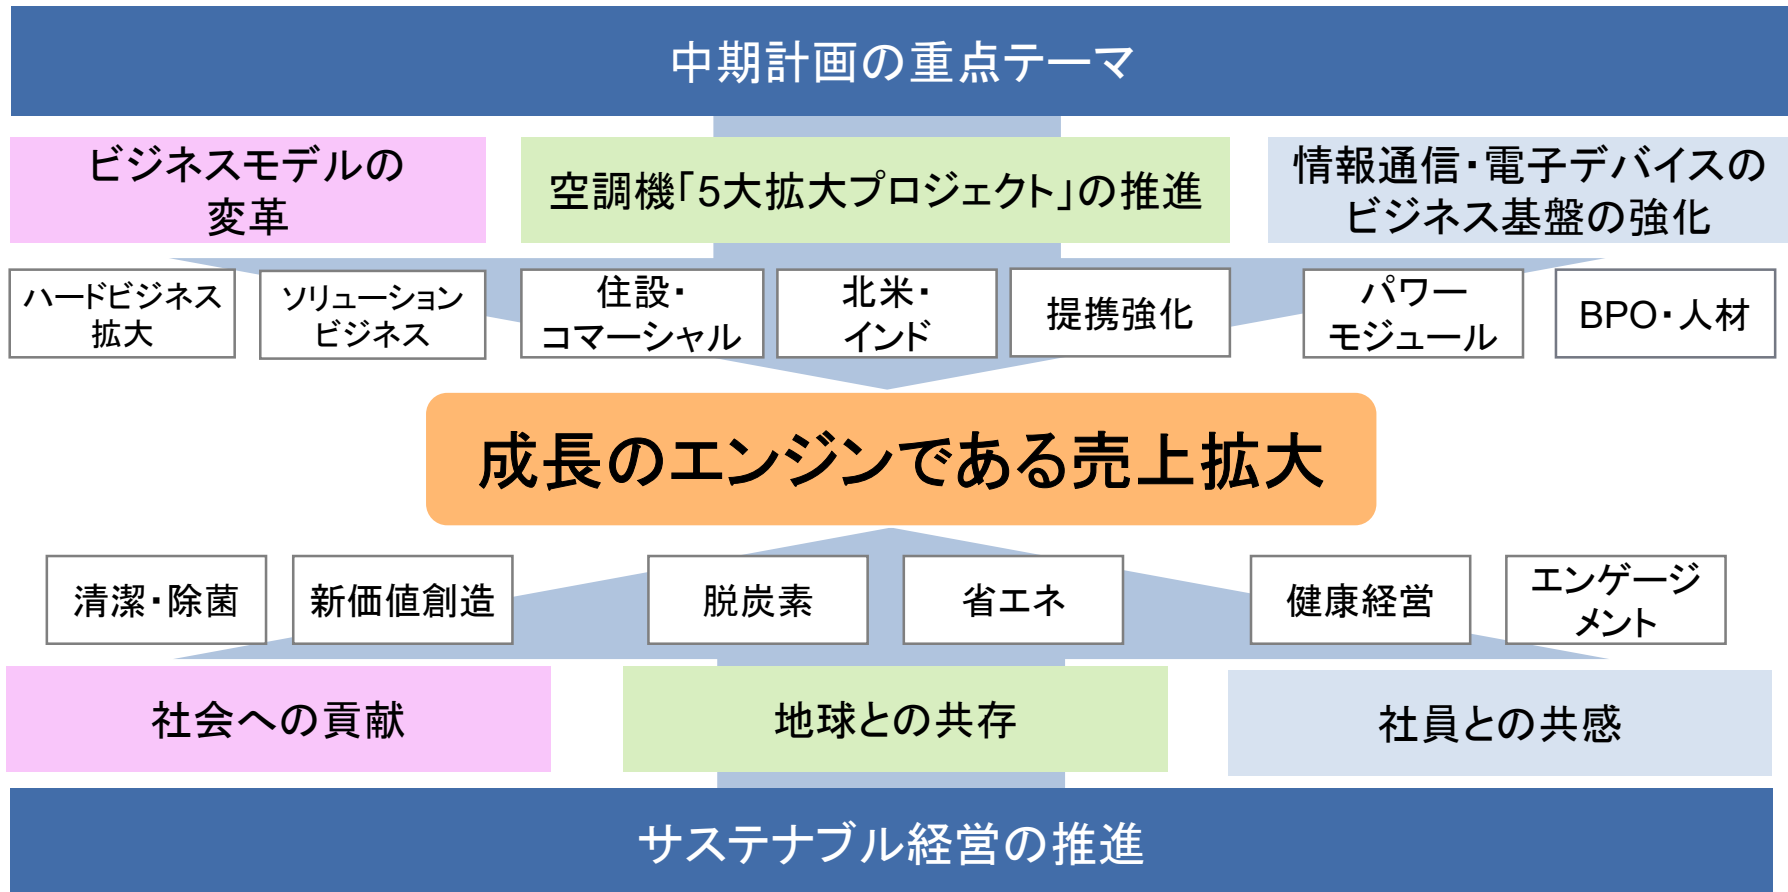 中期計画の重点テーマ
ビジネスモデルの
変革
空調機「5大拡大プロジェクト」の推進
情報通信・電子デバイスの
ビジネス基盤の強化
ハードビジネス
拡大
ソリューション
ビジネス
住設・
コマーシャル
北米・
インド
提携強化
パワー
モジュール
BPO・人材
成長のエンジンである売上拡大
清潔・除菌
新価値創造
脱炭素
省エネ
健康経営
エンゲージ
メント
社会への貢献
地球との共存
社員との共感
サステナブル経営の推進